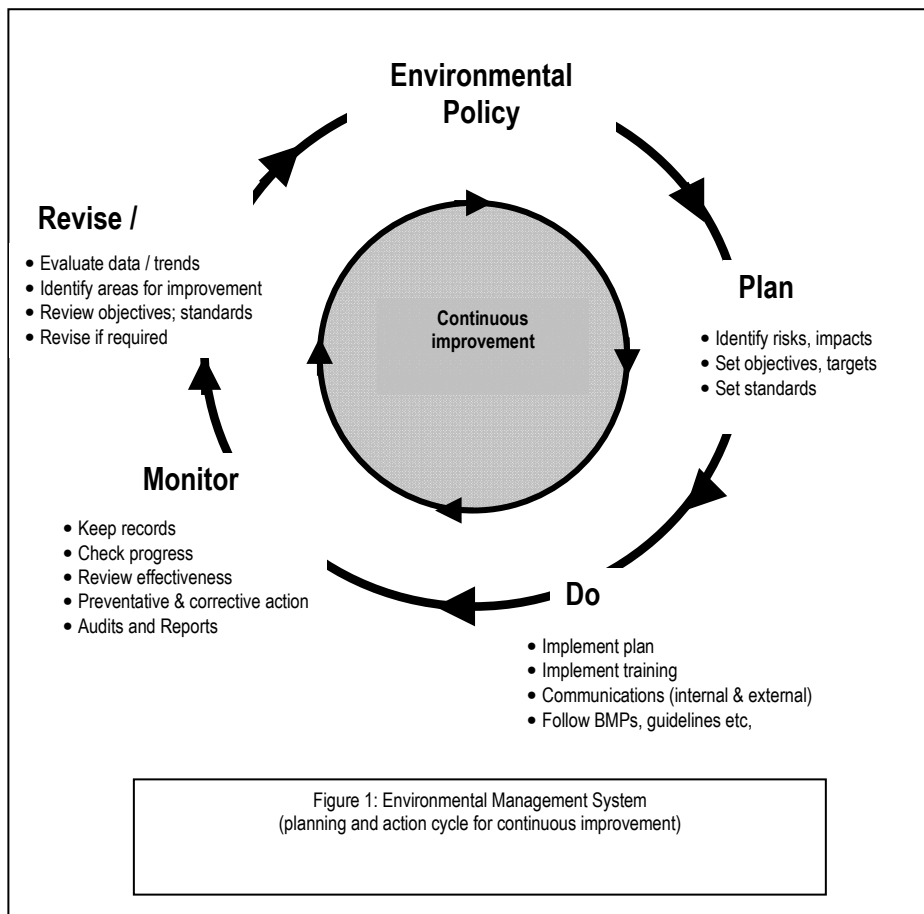 Environmental
Policy
Revise /
• Evaluate data / trends
• Identify areas for improvement
• Review objectives; standards
• Revise if required
Plan
• Identify risks, impacts
• Set objectives, targets
• Set standards
Continuous
improvement
Monitor
• Keep records
• Check progress
• Review effectiveness
• Preventative & corrective action
• Audits and Reports
Do
• Implement plan
• Implement training
• Communications (internal & external)
• Follow BMPs, guidelines etc,
Figure 1: Environmental Management System
(planning and action cycle for continuous improvement)